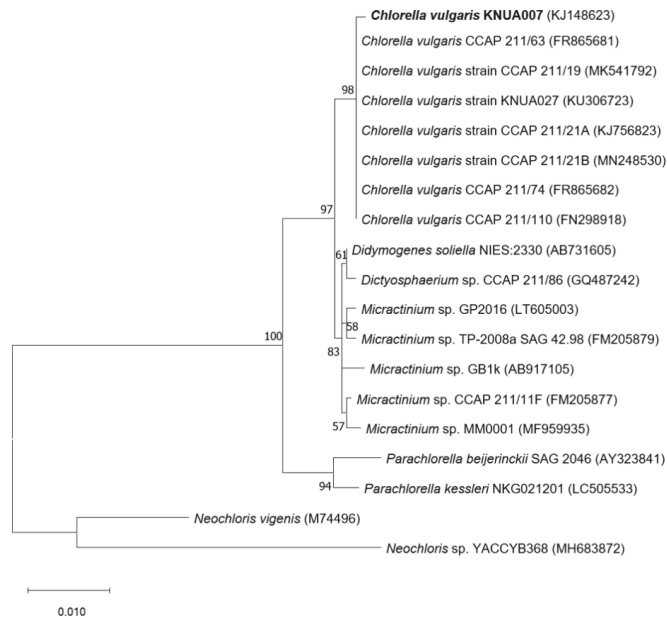 Chlorella vulgaris KNUA007 (KJ148623)
Chlorella vulgaris CCAP 211/63 (FR865681)
Chlorella vulgaris strain CCAP 211/19 (MK541792)
98
Chlorella vulgaris strain KNUA027 (KU306723)
Chlorella vulgaris strain CCAP 211/21A (KJ756823)
Chlorella vulgaris strain CCAP 211/21B (MN248530)
Chlorella vulgaris CCAP 211/74 (FR865682)
97
Chlorella vulgaris CCAP 211/110 (FN298918)
Didymogenes soliella NIES:2330 (AB731605)
61
Dictyosphaerium sp. CCAP 211/86 (GQ487242)
Micractinium sp. GP2016 (LT605003)
58
100
Micractinium sp. TP-2008a SAG 42.98 (FM205879)
83
Micractinium sp. GB1k (AB917105)
Micractinium sp. CCAP 211/11F (FM205877)
57
Micractinium sp. MM0001 (MF959935)
Parachlorella beijerinckii SAG 2046 (AY323841)
94
Parachlorella kessleri NKG021201 (LC505533)
Neochloris vigenis (M74496)
Neochloris sp. YACCYB368 (MH683872)
0.010